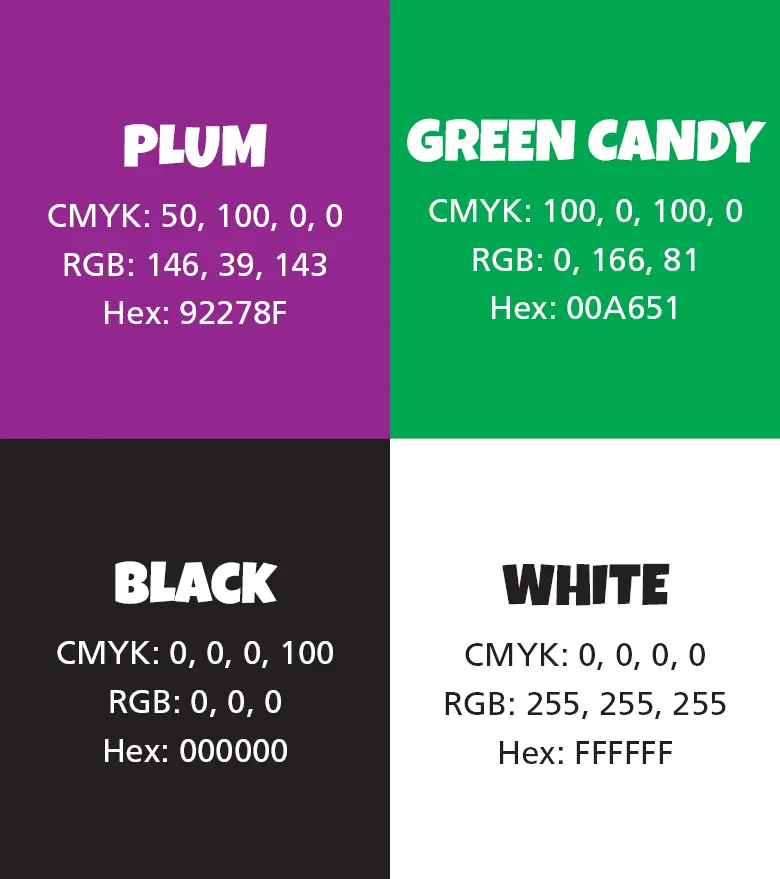 PLUM
CMYK: 50, 100, 0, 0
RGB: 146, 39, 143
Hex: 92278F
GREEN CANDY
CMYK: 100, 0, 100, 0
RGB: 0, 166, 81
Hex: 00A651
BLACK
CMYK: 0, 0, 0, 100
RGB: 0, 0, 0
Hex: 000000
WHITE
CMYK: 0, 0, 0, 0
RGB: 255, 255, 255
Hex: FFFFFF